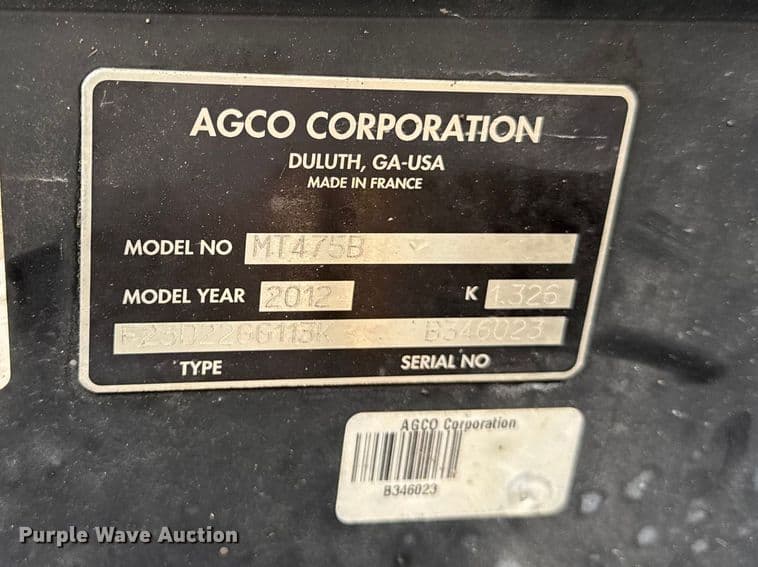 AGCO CORPORATION
DULUTH, GA-USA
MADE IN FRANCE
MODEL NO MT475B
MODEL YEAR 2012 K 1.326
B346023
TYPE SERIAL NO
AGCO Corporation
B346023
Purple Wave Auction